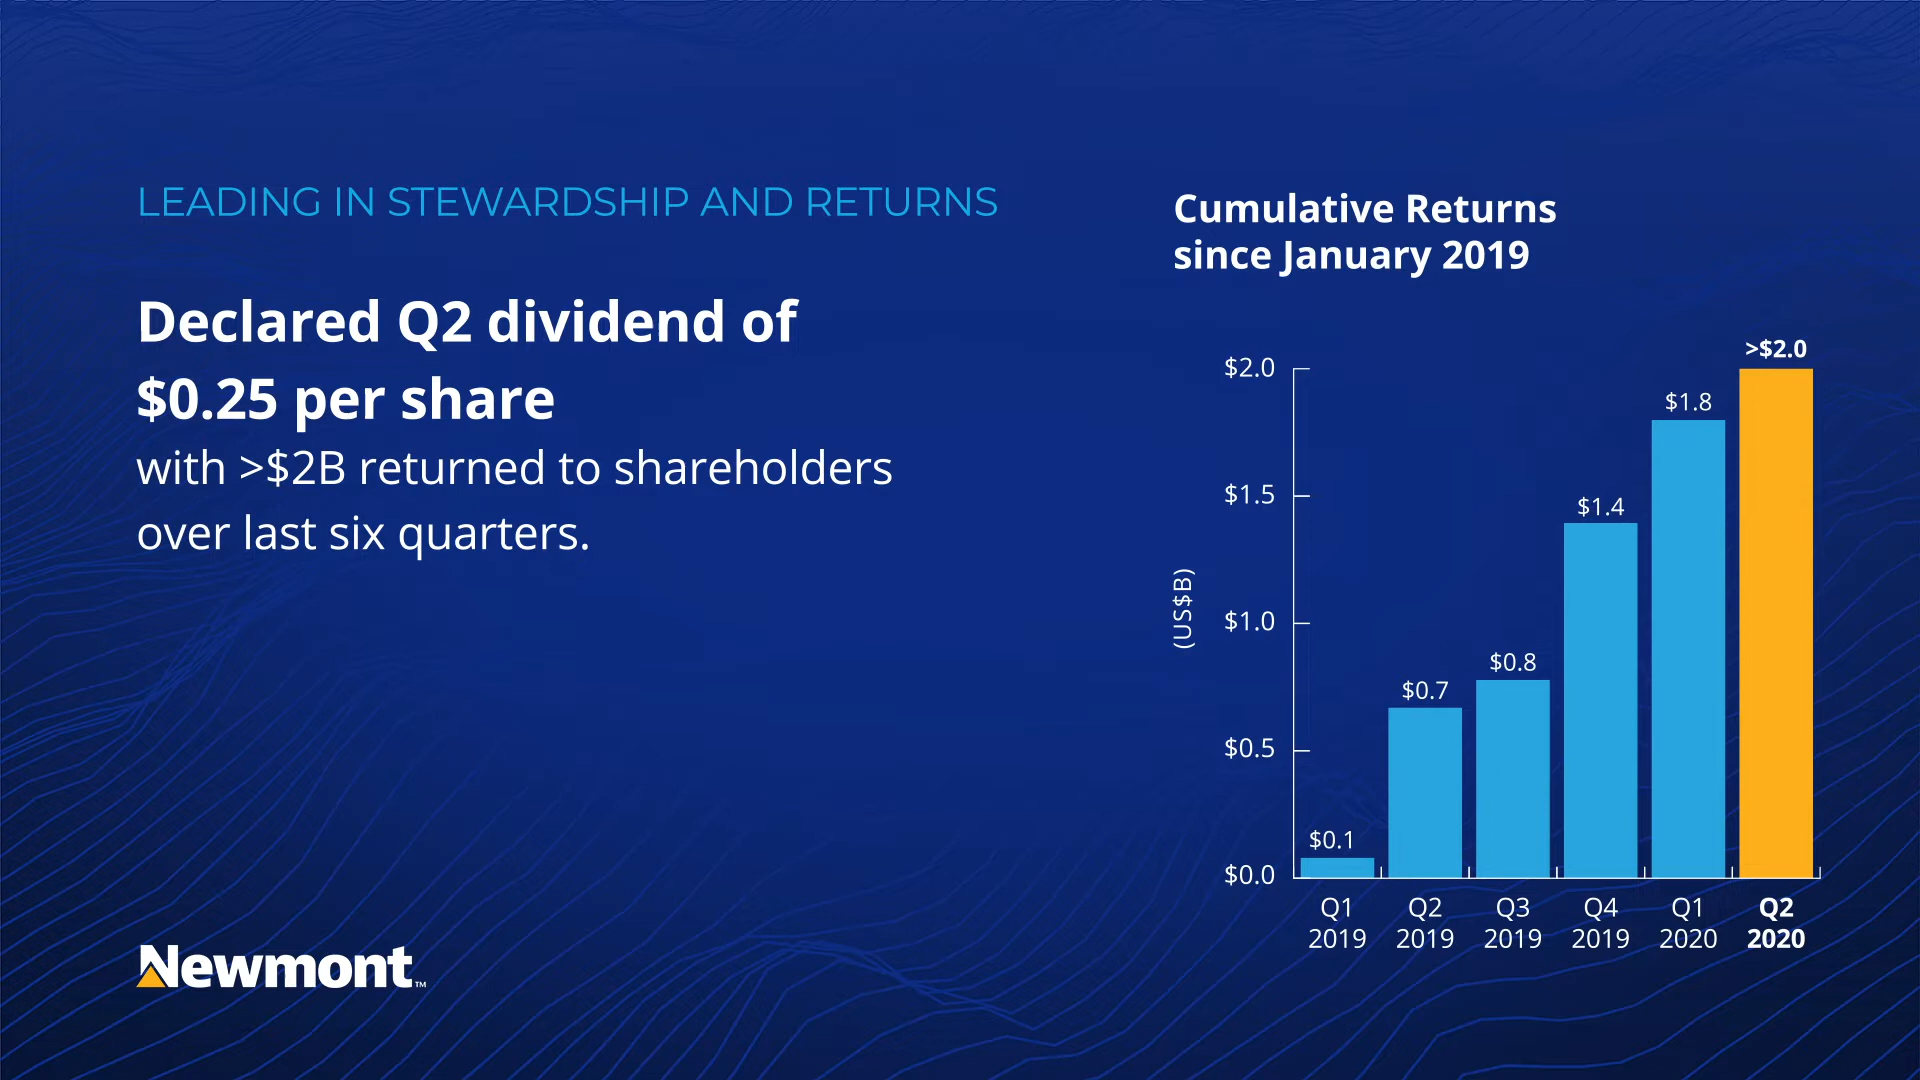 LEADING IN STEWARDSHIP AND RETURNS
Declared Q2 dividend of
$0.25 per share
with >$2B returned to shareholders
over last six quarters.
Newmont™
Cumulative Returns
since January 2019
(US$B)
$2.0
$1.5
$1.0
$0.5
$0.0
$0.1
$0.7
$0.8
$1.4
$1.8
>$2.0
Q1 Q2 Q3 Q4 Q1 Q2
2019 2019 2019 2019 2020 2020